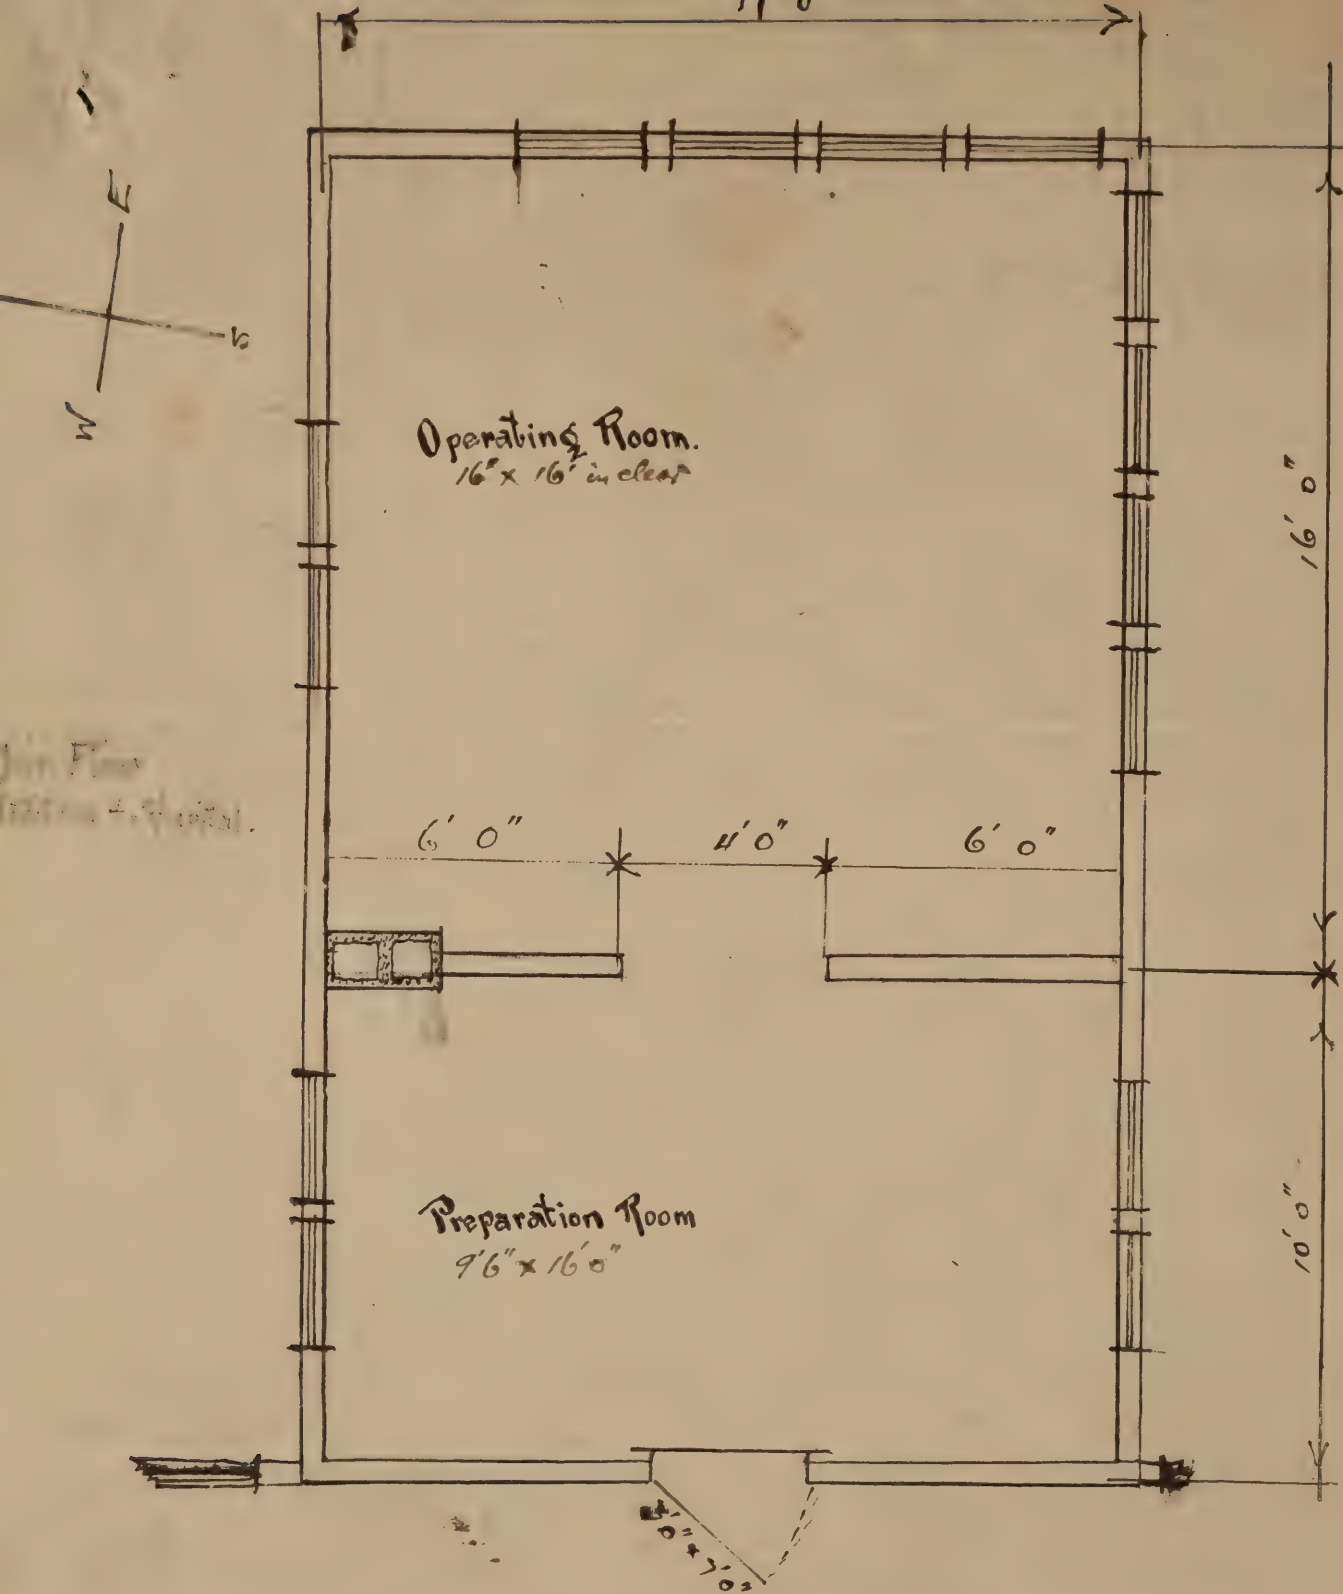 E
W
Operating Room.
16' x 16' in clear
16' 0"
6' 0"
4' 0"
6' 0"
Preparation Room
9'6" x 16'0"
10' 0"